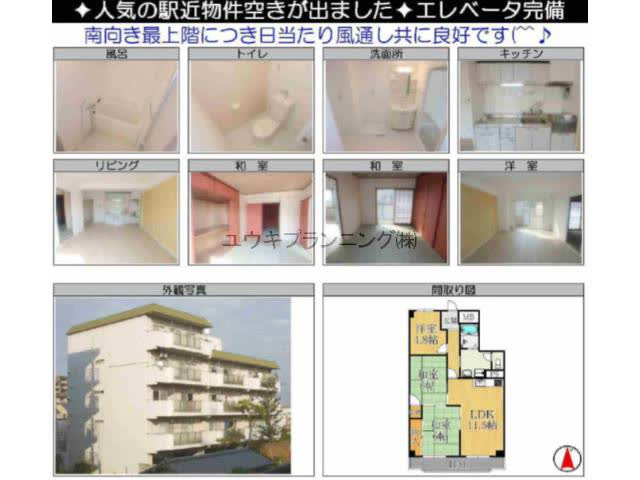 ✦人気の駅近物件空きが出ました✦エレベータ完備
南向き最上階につき日当たり風通し共に良好です(^^♪
風呂
トイレ
洗面所
キッチン
リビング
和 室
和 室
洋 室
ユウキプランニング㈱
外観写真
間取り図
玄関
MB
洋室
4.8帖
和室
6帖
LDK
11.5帖
和室
6帖